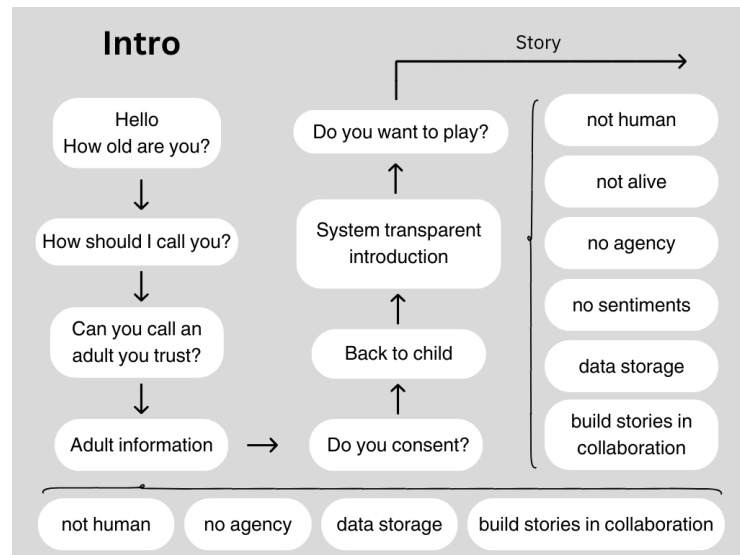 Intro
Hello
How old are you?
How should I call you?
Can you call an
adult you trust?
Adult information
Do you consent?
Back to child
System transparent
introduction
Do you want to play?
Story
not human
not alive
no agency
no sentiments
data storage
build stories in
collaboration
not human
no agency
data storage
build stories in collaboration